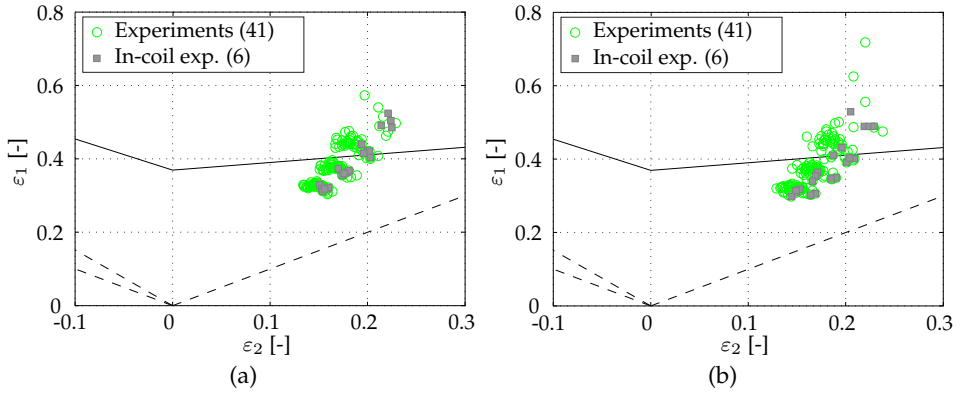 0.8
0.6
0.4
0.2
0
ε1 [-]
-0.1 0 0.1 0.2 0.3
ε2 [-]
Experiments (41)
In-coil exp. (6)
(a)
0.8
0.6
0.4
0.2
0
ε1 [-]
-0.1 0 0.1 0.2 0.3
ε2 [-]
Experiments (41)
In-coil exp. (6)
(b)